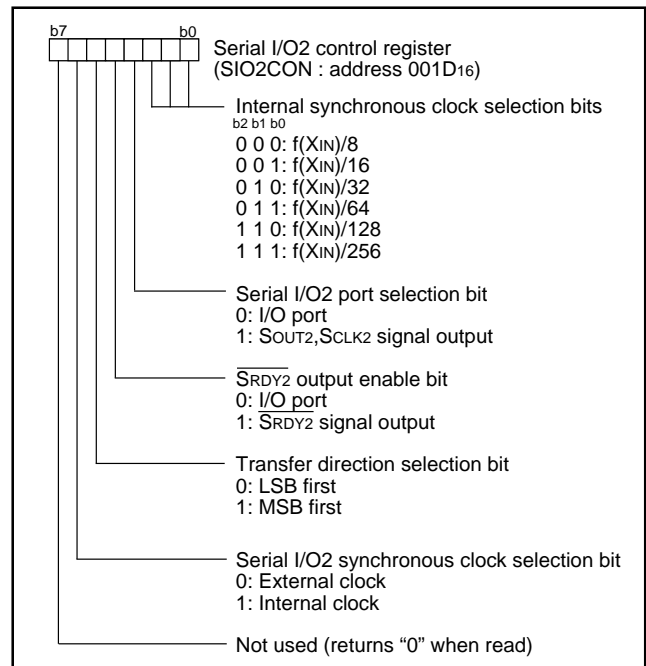 b7 b0
Serial I/O2 control register
(SIO2CON : address 001D16)
Internal synchronous clock selection bits
b2 b1 b0
0 0 0: f(XIN)/8
0 0 1: f(XIN)/16
0 1 0: f(XIN)/32
0 1 1: f(XIN)/64
1 1 0: f(XIN)/128
1 1 1: f(XIN)/256
Serial I/O2 port selection bit
0: I/O port
1: SOUT2,SCLK2 signal output
SRDY2 output enable bit
0: I/O port
1: SRDY2 signal output
Transfer direction selection bit
0: LSB first
1: MSB first
Serial I/O2 synchronous clock selection bit
0: External clock
1: Internal clock
Not used (returns “0” when read)